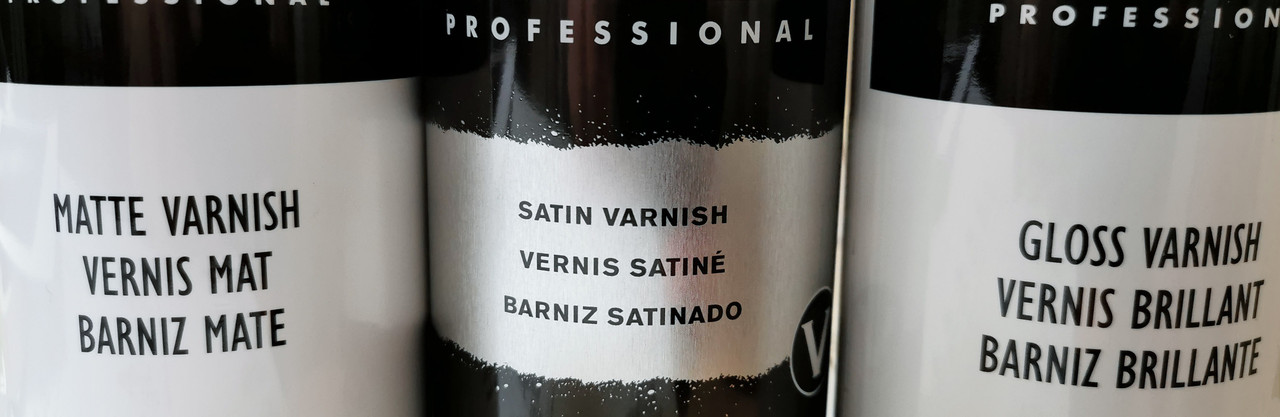 PROFESSIONAL
MATTE VARNISH
VERNIS MAT
BARNIZ MATE
PROFESSIONAL
SATIN VARNISH
VERNIS SATINÉ
BARNIZ SATINADO
V
PROFESSION
GLOSS VARNISH
VERNIS BRILLANT
BARNIZ BRILLANTE